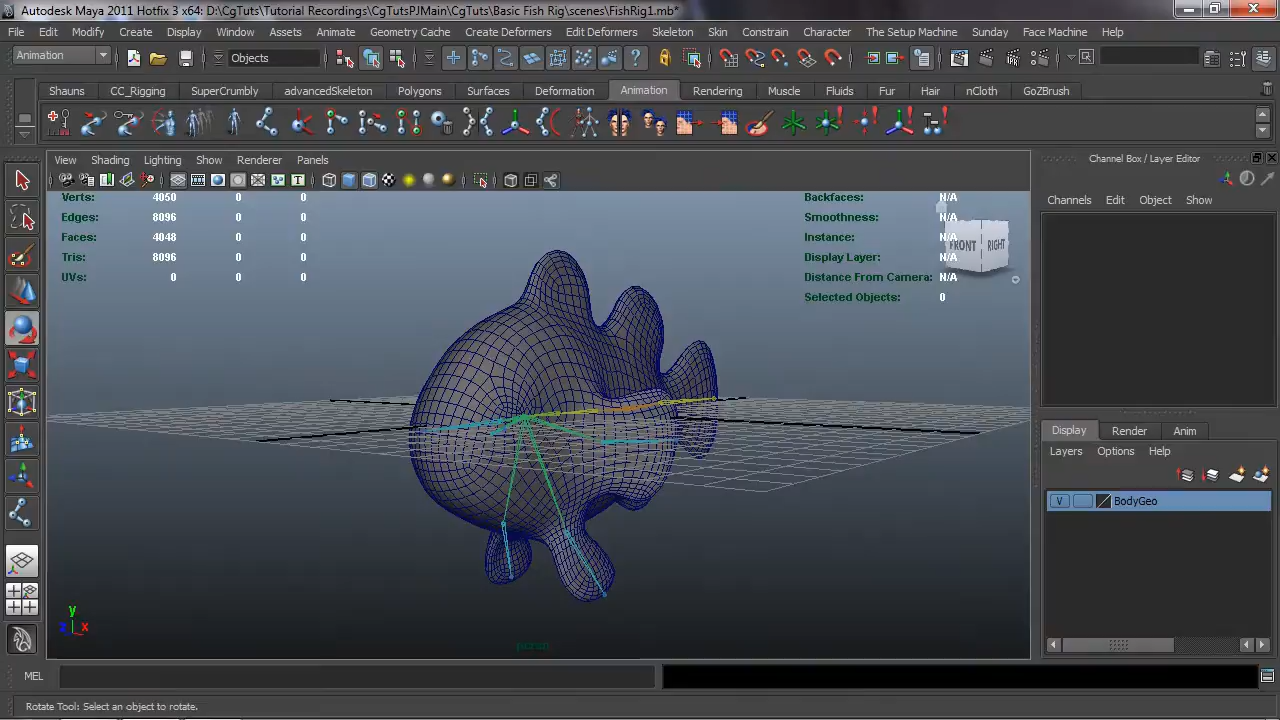 Autodesk Maya 2011 Hotfix 3 x64: D:\CgTuts\Tutorial Recordings\CgTutsPJMain\CgTuts\Basic Fish Rig\scenes\FishRig1.mb*
File Edit Modify Create Display Window Assets Animate Geometry Cache Create Deformers Edit Deformers Skeleton Skin Constrain Character The Setup Machine Sunday Face Machine Help
Animation Objects
Shauns CC_Rigging SuperCrumbly advancedSkeleton Polygons Surfaces Deformation Animation Rendering Muscle Fluids Fur Hair nCloth GoZBrush
View Shading Lighting Show Renderer Panels
Channel Box / Layer Editor
Channels Edit Object Show
Verts: 4050 0 0
Edges: 8096 0 0
Faces: 4048 0 0
Tris: 8096 0 0
UVs: 0 0 0
Backfaces: N/A
Smoothness: N/A
Instance: N/A
Display Layer: N/A
Distance From Camera: N/A
Selected Objects: 0
FRONT RIGHT
Display Render Anim
Layers Options Help
V BodyGeo
y
z x
persp
MEL
Rotate Tool: Select an object to rotate.